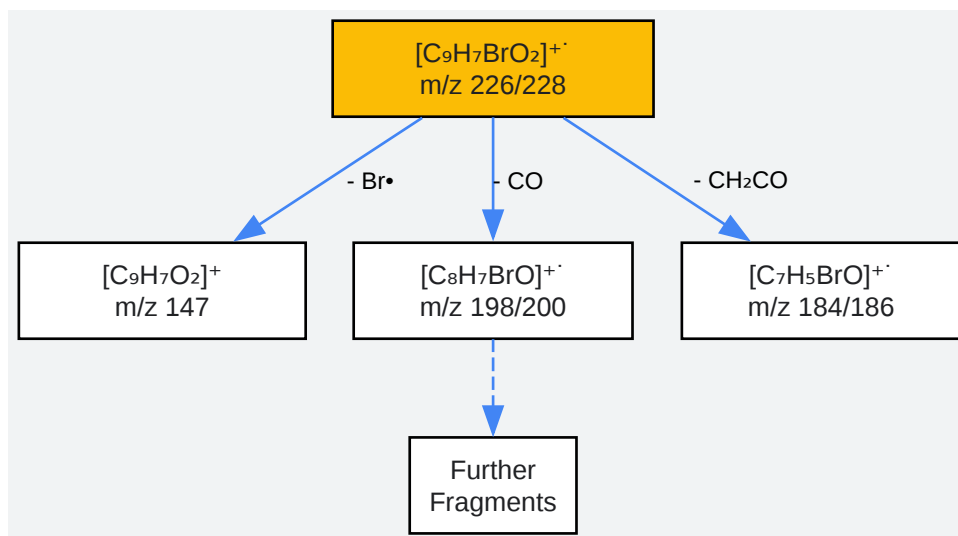 [C₉H₇BrO₂]⁺˙
m/z 226/228
- Br•
- CO
- CH₂CO
[C₉H₇O₂]⁺
m/z 147
[C₈H₇BrO]⁺˙
m/z 198/200
[C₇H₅BrO]⁺˙
m/z 184/186
Further
Fragments